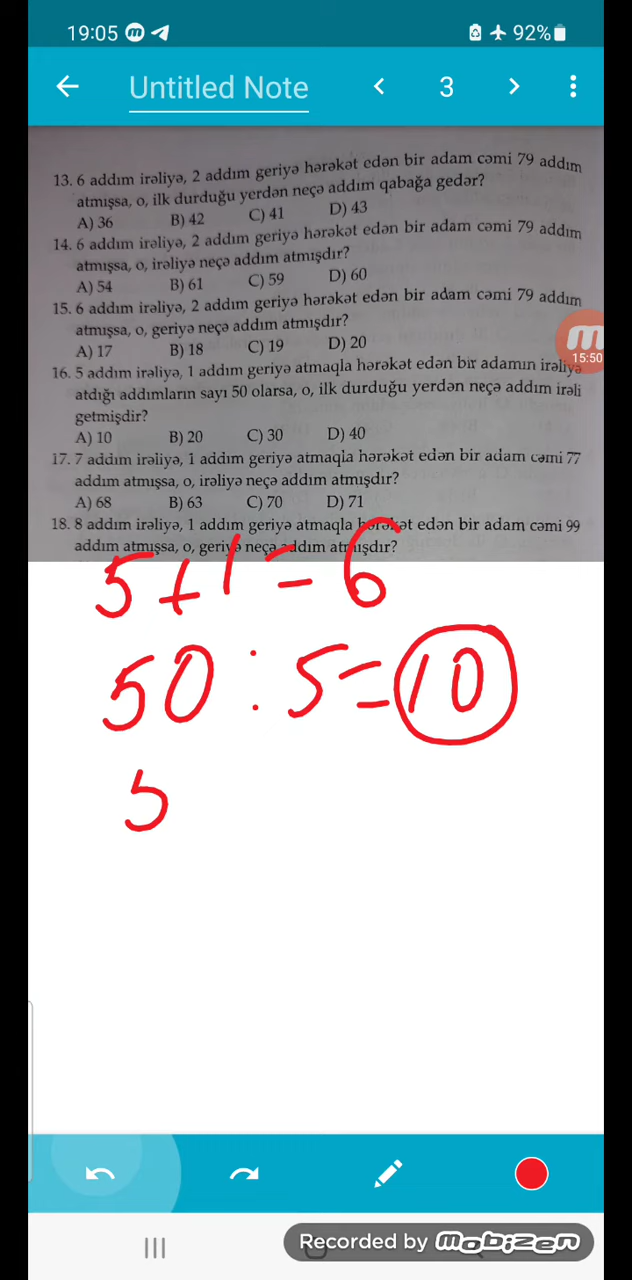 19:05 m 92%
Untitled Note < 3 >
13. 6 addım irəliyə, 2 addım geriyə hərəkət edən bir adam cəmi 79 addım
atmışsa, o, ilk durduğu yerdən neçə addım qabağa gedər?
A) 36 B) 42 C) 41 D) 43
14. 6 addım irəliyə, 2 addım geriyə hərəkət edən bir adam cəmi 79 addım
atmışsa, o, irəliyə neçə addım atmışdır?
A) 54 B) 61 C) 59 D) 60
15. 6 addım irəliyə, 2 addım geriyə hərəkət edən bir adam cəmi 79 addım
atmışsa, o, geriyə neçə addım atmışdır?
A) 17 B) 18 C) 19 D) 20
m
15:50
16. 5 addım irəliyə, 1 addım geriyə atmaqla hərəkət edən bir adamın irəliyə
atdığı addımların sayı 50 olarsa, o, ilk durduğu yerdən neçə addım irəli
getmişdir?
A) 10 B) 20 C) 30 D) 40
17. 7 addım irəliyə, 1 addım geriyə atmaqla hərəkət edən bir adam cəmi 77
addım atmışsa, o, irəliyə neçə addım atmışdır?
A) 68 B) 63 C) 70 D) 71
18. 8 addım irəliyə, 1 addım geriyə atmaqla hərəkət edən bir adam cəmi 99
addım atmışsa, o, geriyə neçə addım atmışdır?
5+1=6
50:5=10
5
Recorded by mobizen